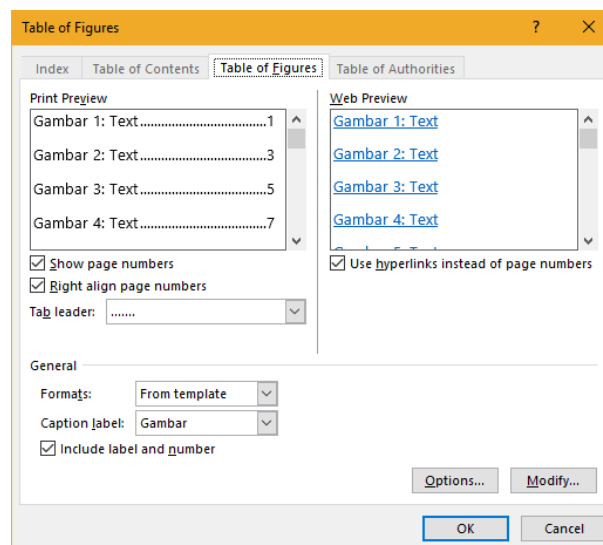 Table of Figures
Index Table of Contents Table of Figures Table of Authorities
Print Preview
Gambar 1: Text.....................................1
Gambar 2: Text.....................................3
Gambar 3: Text.....................................5
Gambar 4: Text.....................................7
Show page numbers
Right align page numbers
Tab leader: .......
Web Preview
Gambar 1: Text
Gambar 2: Text
Gambar 3: Text
Gambar 4: Text
Use hyperlinks instead of page numbers
General
Formats: From template
Caption label: Gambar
Include label and number
Options... Modify...
OK Cancel